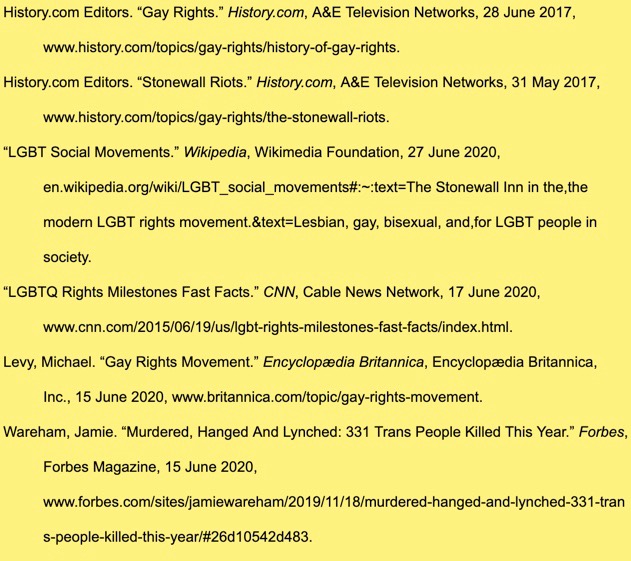 History.com Editors. “Gay Rights.” History.com, A&E Television Networks, 28 June 2017,
www.history.com/topics/gay-rights/history-of-gay-rights.
History.com Editors. “Stonewall Riots.” History.com, A&E Television Networks, 31 May 2017,
www.history.com/topics/gay-rights/the-stonewall-riots.
“LGBT Social Movements.” Wikipedia, Wikimedia Foundation, 27 June 2020,
en.wikipedia.org/wiki/LGBT_social_movements#:~:text=The Stonewall Inn in the,the
modern LGBT rights movement.&text=Lesbian, gay, bisexual, and,for LGBT people in
society.
“LGBTQ Rights Milestones Fast Facts.” CNN, Cable News Network, 17 June 2020,
www.cnn.com/2015/06/19/us/lgbt-rights-milestones-fast-facts/index.html.
Levy, Michael. “Gay Rights Movement.” Encyclopædia Britannica, Encyclopædia Britannica,
Inc., 15 June 2020, www.britannica.com/topic/gay-rights-movement.
Wareham, Jamie. “Murdered, Hanged And Lynched: 331 Trans People Killed This Year.” Forbes,
Forbes Magazine, 15 June 2020,
www.forbes.com/sites/jamiewareham/2019/11/18/murdered-hanged-and-lynched-331-tran
s-people-killed-this-year/#26d10542d483.